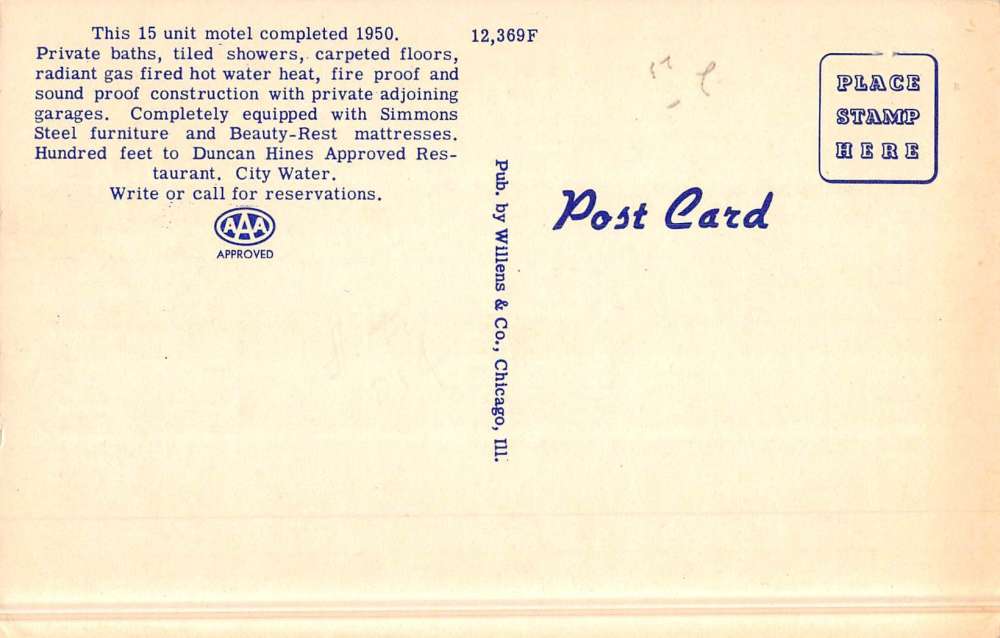 This 15 unit motel completed 1950.
Private baths, tiled showers, carpeted floors,
radiant gas fired hot water heat, fire proof and
sound proof construction with private adjoining
garages. Completely equipped with Simmons
Steel furniture and Beauty-Rest mattresses.
Hundred feet to Duncan Hines Approved Res-
taurant. City Water.
Write or call for reservations.
AAA
APPROVED
12,369F
Pub. by Willens & Co., Chicago, Ill.
Post Card
PLACE
STAMP
HERE